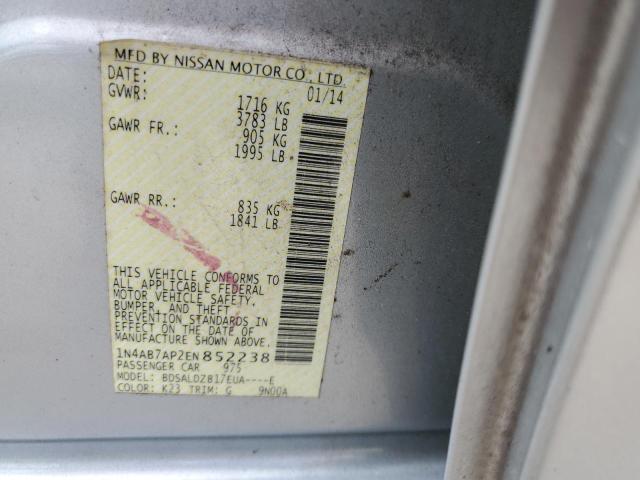 MFD BY NISSAN MOTOR CO., LTD.
DATE: 01/14
GVWR: 1716 KG
3783 LB
GAWR FR.: 905 KG
1995 LB
GAWR RR.: 835 KG
1841 LB
THIS VEHICLE CONFORMS TO
ALL APPLICABLE FEDERAL
MOTOR VEHICLE SAFETY,
BUMPER, AND THEFT
PREVENTION STANDARDS IN
EFFECT ON THE DATE OF
MANUFACTURE SHOWN ABOVE.
1N4AB7AP2EN852238
PASSENGER CAR 975
MODEL: BDSALDZB17EUA----E
COLOR: K23 TRIM: G 9N00A